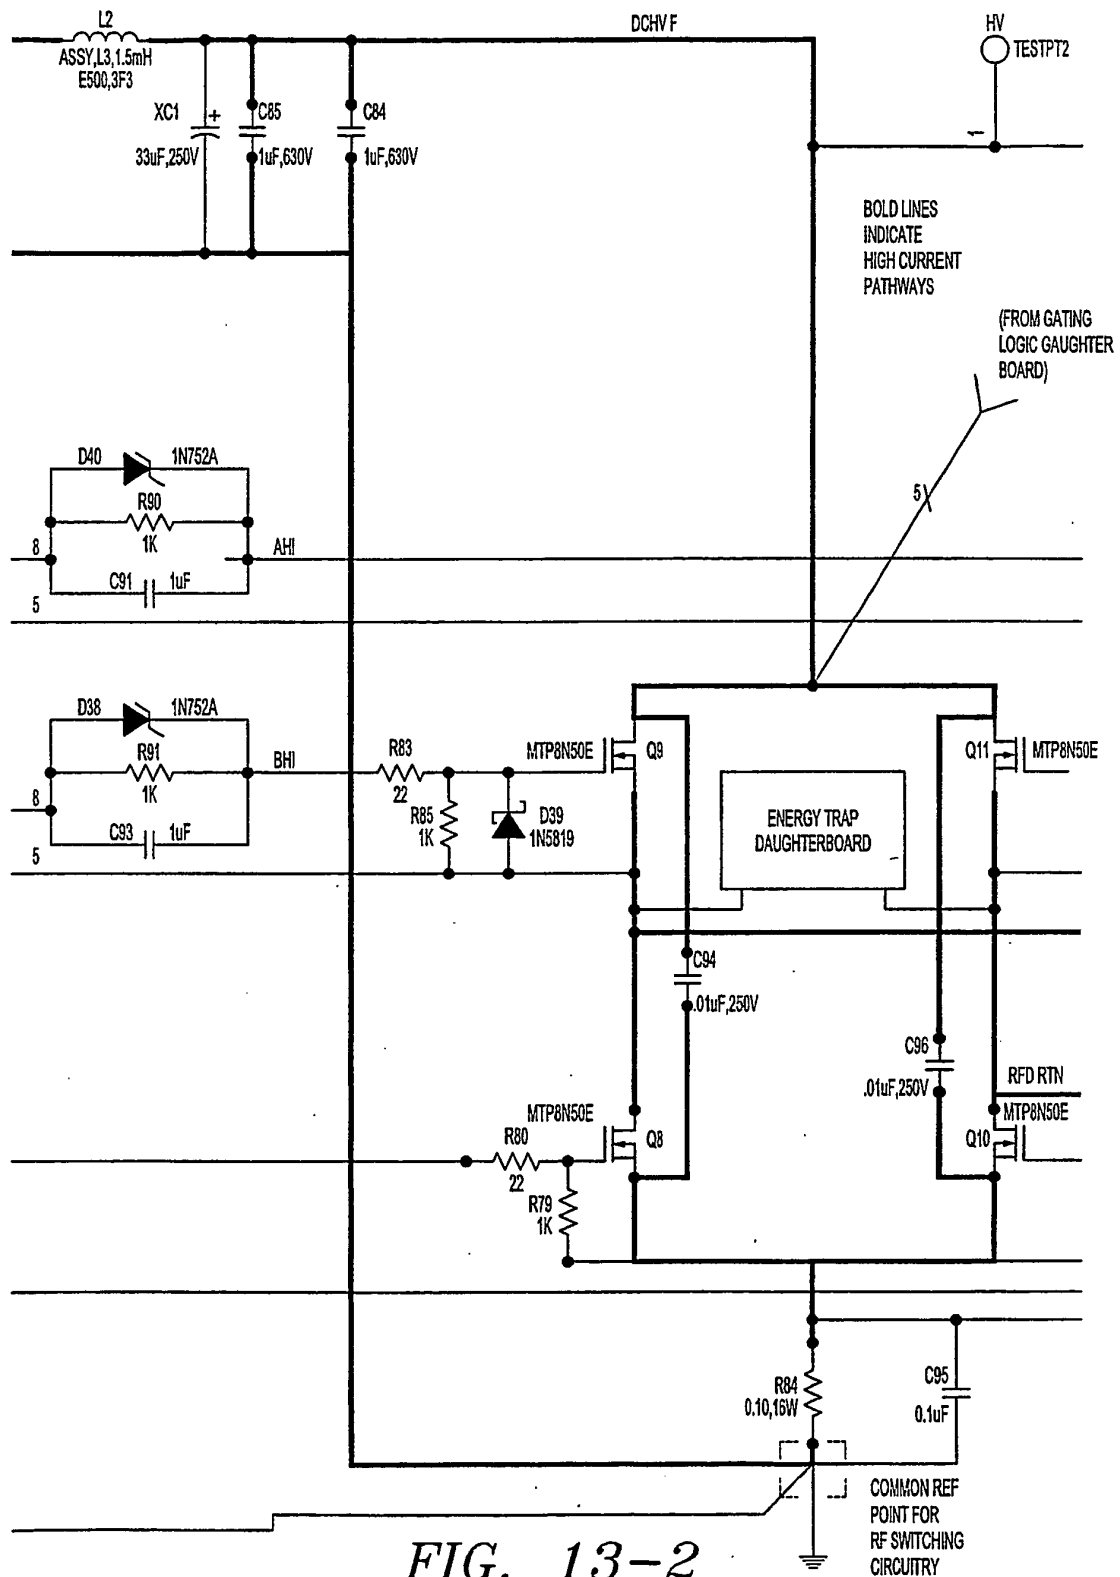 L2
ASSY,L3,1.5mH
E500,3F3
DCHV F
HV
TESTPT2
XC1
+
C85
C84
33uF,250V
1uF,630V
1uF,630V
1
BOLD LINES
INDICATE
HIGH CURRENT
PATHWAYS
(FROM GATING
LOGIC GAUGHTER
BOARD)
5
D40
1N752A
R90
1K
8
AHI
C91
1uF
5
D38
1N752A
R91
1K
BHI
8
C93
1uF
5
R83
22
R85
1K
D39
1N5819
MTP8N50E
Q9
Q11
MTP8N50E
ENERGY TRAP
DAUGHTERBOARD
C94
.01uF,250V
C96
.01uF,250V
RFD RTN
MTP8N50E
MTP8N50E
R80
22
Q8
Q10
R79
1K
R84
0.10,16W
C95
0.1uF
COMMON REF
POINT FOR
RF SWITCHING
CIRCUITRY
FIG. 13-2